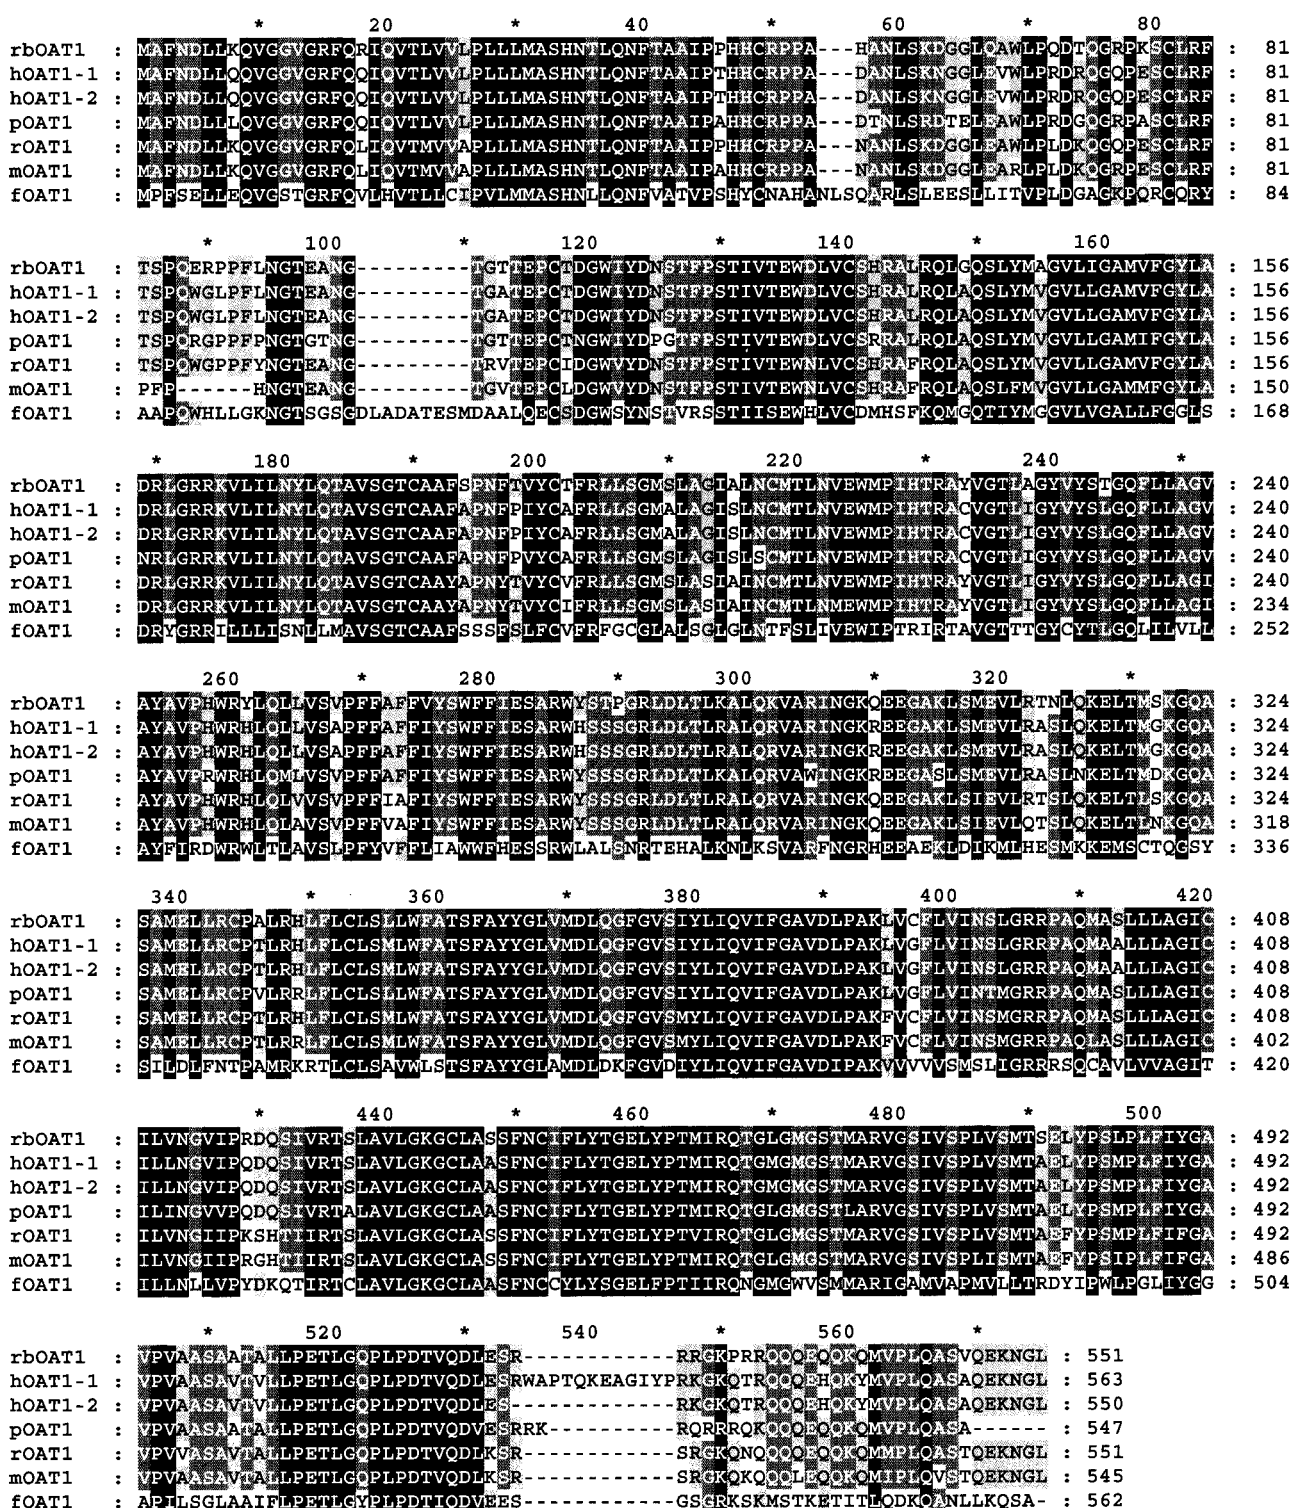 * 20 * 40 * 60 * 80
rbOAT1 : MAFNDLLKQVGGVGRFQRIQVTLVVLPLLLMASHNTLQNFTAAIPPHHCRPPA---HANLSKDGGLQAWLPQDTQGRPKSCLRF : 81
hOAT1-1 : MAFNDLLQQVGGVGRFQQIQVTLVVLPLLLMASHNTLQNFTAAIPTHHCRPPA---DANLSKNGGLEVWLPRDRQGQPESCLRF : 81
hOAT1-2 : MAFNDLLQQVGGVGRFQQIQVTLVVLPLLLMASHNTLQNFTAAIPTHHCRPPA---DANLSKNGGLEVWLPRDRQGQPESCLRF : 81
pOAT1 : MAFNDLLLQVGGVGRFQQIQVTLVVLPLLLMASHNTLQNFTAAIPAHHCRPPA---DTNLSRDTELEAWLPRDGQGRPASCLRF : 81
rOAT1 : MAFNDLLKQVGGVGRFQLIQVTMVVAPLLLMASHNTLQNFTAAIPPHHCRPPA---NANLSKDGGLEAWLPLDKQGQPESCLRF : 81
mOAT1 : MAFNDLLKQVGGVGRFQLIQVTMVVAPLLLMASHNTLQNFTAAIPAHHCRPPA---NANLSKDGGLEARLPLDKQGRPESCLRF : 81
fOAT1 : MPFSELLEQVGSTGRFQVLHVTLLCIPVLMMASHNLLQNFVATVPSHYCNAHANLSQARLSLEESLLITVPLDGAGKPQRCQRY : 84
* 100 * 120 * 140 * 160
rbOAT1 : TSPQERPPFLNGTEANG---------TGTTEPCTDGWIYDNSTFPSTIVTEWDLVCSHRALRQLGQSLYMAGVLIGAMVFGYLA : 156
hOAT1-1 : TSPQWGLPFLNGTEANG---------TGATEPCTDGWIYDNSTFPSTIVTEWDLVCSHRALRQLAQSLYMVGVLLGAMVFGYLA : 156
hOAT1-2 : TSPQWGLPFLNGTEANG---------TGATEPCTDGWIYDNSTFPSTIVTEWDLVCSHRALRQLAQSLYMVGVLLGAMVFGYLA : 156
pOAT1 : TSPQRGPPFPNGTGTNG---------TGTTEPCTNGWIYDPGTFPSTIVTEWDLVCSRRALRQLAQSLYMVGVLLGAMIFGYLA : 156
rOAT1 : TSPQWGPPFYNGTEANG---------TRVTEPCIDGWVYDNSTFPSTIVTEWNLVCSHRAFRQLAQSLYMVGVLLGAMVFGYLA : 156
mOAT1 : PFP------HNGTEANG---------TGVTEPCLDGWVYDNSTFPSTIVTEWNLVCSHRAFRQLAQSLFMVGVLLGAMMFGYLA : 150
fOAT1 : AAPQWHLLGKNGTSGSGDLADATESMDAALQECSDGWSYNSTVRSSTIISEWHLVCDMHSFKQMGQTIYMGGVLVGALLFGGLS : 168
* 180 * 200 * 220 * 240 *
rbOAT1 : DRLGRRKVLILNYLQTAVSGTCAAFSPNFTVYCTFRLLSGMSLAGIALNCMTLNVEWMPIHTRAYVGTLAGYVYSTGQFLLAGV : 240
hOAT1-1 : DRLGRRKVLILNYLQTAVSGTCAAFAPNFPIYCAFRLLSGMALAGISLNCMTLNVEWMPIHTRACVGTLIGYVYSLGQFLLAGV : 240
hOAT1-2 : DRLGRRKVLILNYLQTAVSGTCAAFAPNFPIYCAFRLLSGMALAGISLNCMTLNVEWMPIHTRACVGTLIGYVYSLGQFLLAGV : 240
pOAT1 : NRLGRRKVLILNYLQTAVSGTCAAFAPNFPVYCAFRLLSGMSLAGISLSCMTLNVEWMPIHTRACVGTLIGYVYSLGQFLLAGV : 240
rOAT1 : DRLGRRKVLILNYLQTAVSGTCAAYAPNYTVYCVFRLLSGMSLASIAINCMTLNVEWMPIHTRAYVGTLIGYVYSLGQFLLAGI : 240
mOAT1 : DRLGRRKVLILNYLQTAVSGTCAAYAPNYTVYCIFRLLSGMSLASIAINCMTLNMEWMPIHTRAYVGTLIGYVYSLGQFLLAGI : 234
fOAT1 : DRYGRRILLLISNLLMAVSGTCAAFSSSFSLFCVFRFGCGLALSGLGLNTFSLIVEWIPTRIRTAVGTTTGYCYTLGQLILVLL : 252
260 * 280 * 300 * 320 *
rbOAT1 : AYAVPHWRYLQLLVSVPFFAFFVYSWFFIESARWYSTPGRLDLTLKALQKVARINGKQEEGAKLSMEVLRTNLQKELTMSKGQA : 324
hOAT1-1 : AYAVPHWRHLQLLVSAPFFAFFIYSWFFIESARWHSSSGRLDLTLRALQRVARINGKREEGAKLSMEVLRASLQKELTMGKGQA : 324
hOAT1-2 : AYAVPHWRHLQLLVSAPFFAFFIYSWFFIESARWHSSSGRLDLTLRALQRVARINGKREEGAKLSMEVLRASLQKELTMGKGQA : 324
pOAT1 : AYAVPRWRHLQMLVSVPFFAFFIYSWFFIESARWYSSSGRLDLTLKALQRVAWINGKREEGASLSMEVLRASLNKELTMDKGQA : 324
rOAT1 : AYAVPHWRHLQLVVSVPFFIAFIYSWFFIESARWYSSSGRLDLTLRALQRVARINGKQEEGAKLSIEVLRTSLQKELTLSKGQA : 324
mOAT1 : AYAVPHWRHLQLAVSVPFFVAFIYSWFFIESARWYSSSGRLDLTLRALQRVARINGKQEEGAKLSIEVLQTSLQKELTLNKGQA : 318
fOAT1 : AYFIRDWRWLTLAVSLPFYVFFLIAWWFHESSRWLALSNRTEHALKNLKSVARFNGRHEEAEKLDIKMLHESMKKEMSCTQGSY : 336
340 * 360 * 380 * 400 * 420
rbOAT1 : SAMELLRCPALRHLFLCLSLLWFATSFAYYGLVMDLQGFGVSIYLIQVIFGAVDLPAKLVCFLVINSLGRRPAQMASLLLAGIC : 408
hOAT1-1 : SAMELLRCPTLRHLFLCLSMLWFATSFAYYGLVMDLQGFGVSIYLIQVIFGAVDLPAKLVGFLVINSLGRRPAQMAALLLAGIC : 408
hOAT1-2 : SAMELLRCPTLRHLFLCLSMLWFATSFAYYGLVMDLQGFGVSIYLIQVIFGAVDLPAKLVGFLVINSLGRRPAQMAALLLAGIC : 408
pOAT1 : SAMELLRCPVLRRLFLCLSLLWFATSFAYYGLVMDLQGFGVSIYLIQVIFGAVDLPAKLVGFLVINTMGRRPAQMASLLLAGIC : 408
rOAT1 : SAMELLRCPTLRHLFLCLSMLWFATSFAYYGLVMDLQGFGVSMYLIQVIFGAVDLPAKFVCFLVINSMGRRPAQMASLLLAGIC : 408
mOAT1 : SAMELLRCPTLRRLFLCLSMLWFATSFAYYGLVMDLQGFGVSMYLIQVIFGAVDLPAKFVCFLVINSMGRRPAQLASLLLAGIC : 402
fOAT1 : SILDLFNTPAMRKRTLCLSAVWLSTSFAYYGLAMDLDKFGVDIYLIQVIFGAVDIPAKVVVVVSMSLIGRRRSQCAVLVVAGIT : 420
* 440 * 460 * 480 * 500
rbOAT1 : ILVNGVIPRDQSIVRTSLAVLGKGCLASSFNCIFLYTGELYPTMIRQTGLGMGSTMARVGSIVSPLVSMTSELYPSLPLFIYGA : 492
hOAT1-1 : ILLNGVIPQDQSIVRTSLAVLGKGCLAASFNCIFLYTGELYPTMIRQTGMGMGSTMARVGSIVSPLVSMTAELYPSMPLFIYGA : 492
hOAT1-2 : ILLNGVIPQDQSIVRTSLAVLGKGCLAASFNCIFLYTGELYPTMIRQTGMGMGSTMARVGSIVSPLVSMTAELYPSMPLFIYGA : 492
pOAT1 : ILINGVVPQDQSIVRTALAVLGKGCLAASFNCIFLYTGELYPTMIRQTGLGMGSTLARVGSIVSPLVSMTAELYPSMPLFIYGA : 492
rOAT1 : ILVNGIIPKSHTIIRTSLAVLGKGCLASSFNCIFLYTGELYPTVIRQTGLGMGSTMARVGSIVSPLVSMTAEFYPSMPLFIFGA : 492
mOAT1 : ILVNGIIPRGHTIIRTSLAVLGKGCLASSFNCIFLYTGELYPTMIRQTGLGMGSTMARVGSIVSPLISMTAEFYPSIPLFIFGA : 486
fOAT1 : ILLNLLVPYDKQTIRTCLAVLGKGCLAASFNCCYLYSGELFPTIIRQNGMGWVSMMARIGAMVAPMVLLTRDYIPWLPGLIYGG : 504
* 520 * 540 * 560 *
rbOAT1 : VPVAASAATALLPETLGQPLPDTVQDLESR------------RRGKPRRQQQEQQKQMVPLQASVQEKNGL : 551
hOAT1-1 : VPVAASAVTVLLPETLGQPLPDTVQDLESRWAPTQKEAGIYPRKGKQTRQQQEHQKYMVPLQASAQEKNGL : 563
hOAT1-2 : VPVAASAVTVLLPETLGQPLPDTVQDLES-------------RKGKQTRQQQEHQKYMVPLQASAQEKNGL : 550
pOAT1 : VPVAASAATALLPETLGQPLPDTVQDVESRRK----------RQRRRQKQQQEQQKQMVPLQASA------ : 547
rOAT1 : VPVVASAVTALLPETLGQPLPDTVQDLKSR------------SRGKQNQQQQEQQKQMMPLQASTQEKNGL : 551
mOAT1 : VPVAASAVTALLPETLGQPLPDTVQDLKSR------------SRGKQKQQQLEQQKQMIPLQVSTQEKNGL : 545
fOAT1 : APILSGLAAIFLPETLGYPLPDTIQDVEES------------GSGRKSKMSTKETITLQDKQANLLKQSA- : 562